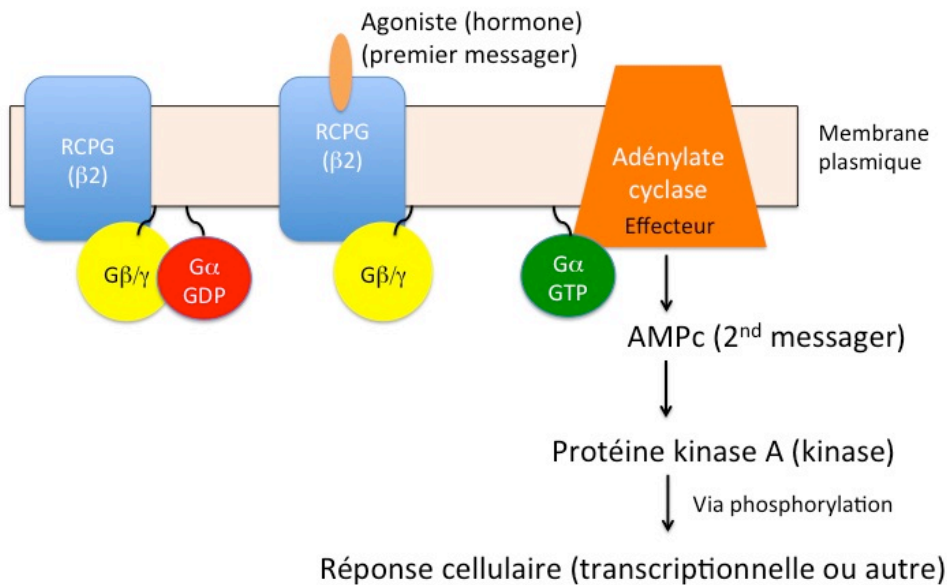 Agoniste (hormone)
(premier messager)
RCPG
(β2)
RCPG
(β2)
Adénylate
cyclase
Effecteur
Membrane
plasmique
Gβ/γ
Gα
GDP
Gβ/γ
Gα
GTP
AMPc (2nd messager)
Protéine kinase A (kinase)
Via phosphorylation
Réponse cellulaire (transcriptionnelle ou autre)